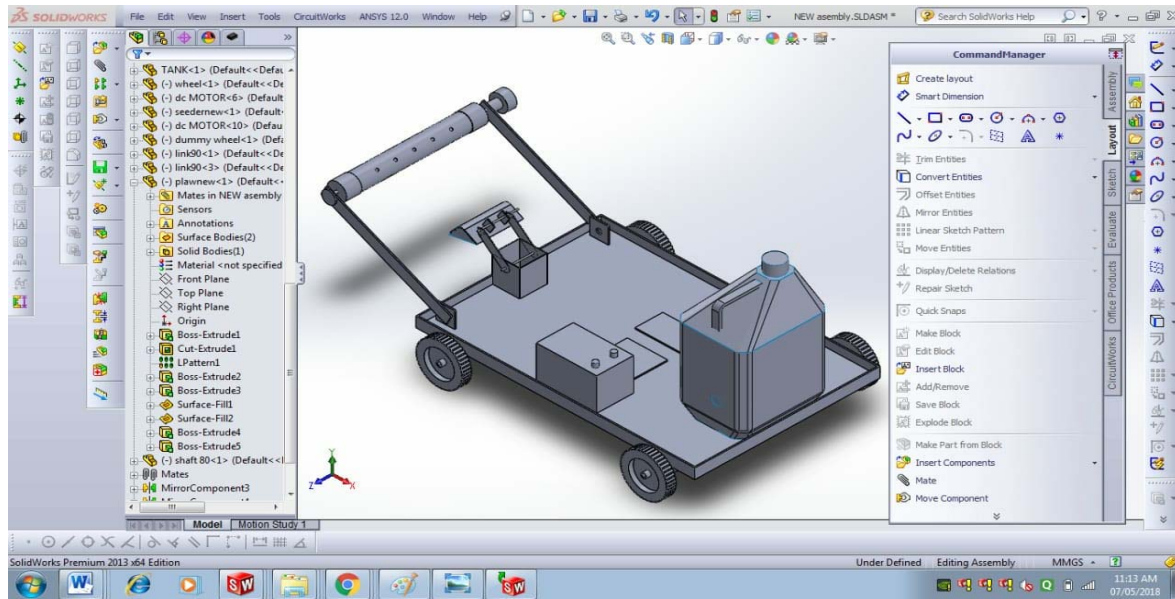 SOLIDWORKS
File Edit View Insert Tools CircuitWorks ANSYS 12.0 Window Help
NEW asembly.SLDASM *
Search SolidWorks Help
TANK<1> (Default<<Defau
(-) wheel<1> (Default<<De
(-) dc MOTOR<6> (Default
(-) seedernew<1> (Default<
(-) dc MOTOR<10> (Defau
(-) dummy wheel<1> (Defa
(-) link90<1> (Default<<De
(-) link90<3> (Default<<De
(-) plawnew<1> (Default<<
Mates in NEW asembly
Sensors
Annotations
Surface Bodies(2)
Solid Bodies(1)
Material <not specified
Front Plane
Top Plane
Right Plane
Origin
Boss-Extrude1
Cut-Extrude1
LPattern1
Boss-Extrude2
Boss-Extrude3
Surface-Fill1
Surface-Fill2
Boss-Extrude4
Boss-Extrude5
(-) shaft 80<1> (Default<<
Mates
MirrorComponent3
Model
Motion Study 1
Y
Z
X
CommandManager
Create layout
Smart Dimension
Trim Entities
Convert Entities
Offset Entities
Mirror Entities
Linear Sketch Pattern
Move Entities
Display/Delete Relations
Repair Sketch
Quick Snaps
Make Block
Edit Block
Insert Block
Add/Remove
Save Block
Explode Block
Make Part from Block
Insert Components
Mate
Move Component
Assembly
Layout
Sketch
Evaluate
Office Products
CircuitWorks
SolidWorks Premium 2013 x64 Edition
Under Defined
Editing Assembly
MMGS
11:13 AM
07/05/2018